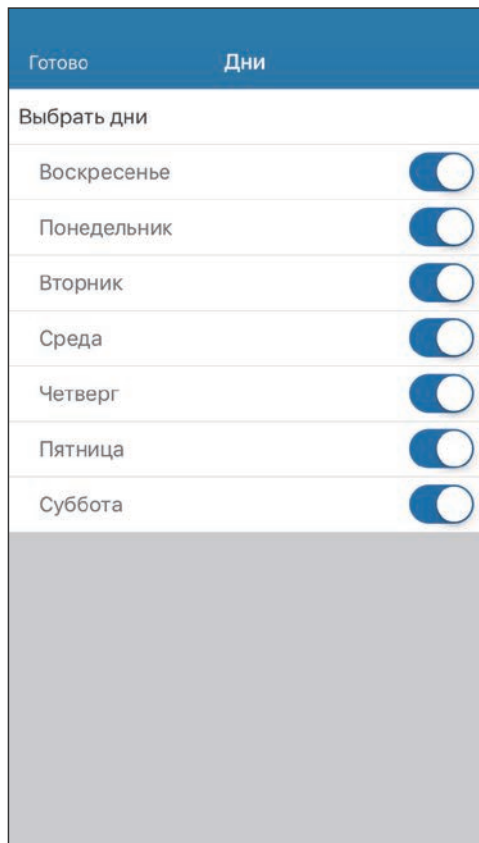 Готово Дни
Выбрать дни
Воскресенье
Понедельник
Вторник
Среда
Четверг
Пятница
Суббота